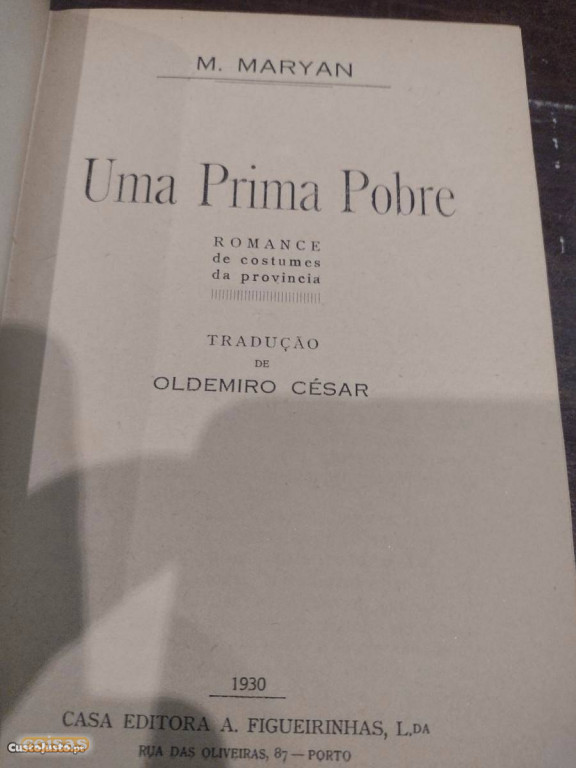 M. MARYAN
Uma Prima Pobre
ROMANCE
de costumes
da provincia
TRADUÇÃO
DE
OLDEMIRO CÉSAR
1930
CASA EDITORA A. FIGUEIRINHAS, L.DA
RUA DAS OLIVEIRAS, 87 — PORTO
coisas
CustoJusto.pt